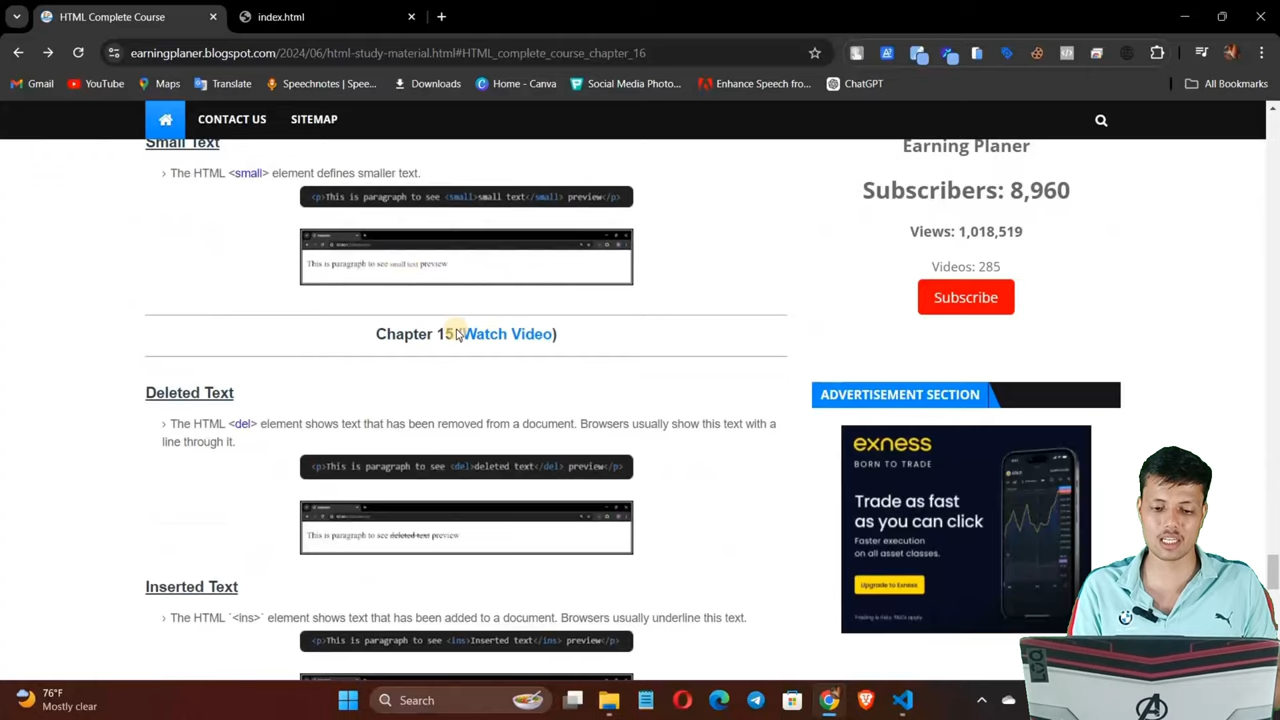 HTML Complete Course
index.html
earningplaner.blogspot.com/2024/06/html-study-material.html#HTML_complete_course_chapter_16
Gmail
YouTube
Maps
Translate
Speechnotes | Spee...
Downloads
Home - Canva
Social Media Photo...
Enhance Speech fro...
ChatGPT
All Bookmarks
CONTACT US
SITEMAP
Small Text
› The HTML <small> element defines smaller text.
<p>This is paragraph to see <small>small text</small> preview</p>
This is paragraph to see small text preview
Chapter 15(Watch Video)
Deleted Text
› The HTML <del> element shows text that has been removed from a document. Browsers usually show this text with a
line through it.
<p>This is paragraph to see <del>deleted text</del> preview</p>
This is paragraph to see deleted text preview
Inserted Text
› The HTML `<ins>` element shows text that has been added to a document. Browsers usually underline this text.
<p>This is paragraph to see <ins>Inserted text</ins> preview</p>
Earning Planer
Subscribers: 8,960
Views: 1,018,519
Videos: 285
Subscribe
ADVERTISEMENT SECTION
exness
BORN TO TRADE
Trade as fast
as you can click
Faster execution
on all asset classes.
Upgrade to Exness
Trading is risky. T&Cs apply
76°F
Mostly clear
Search